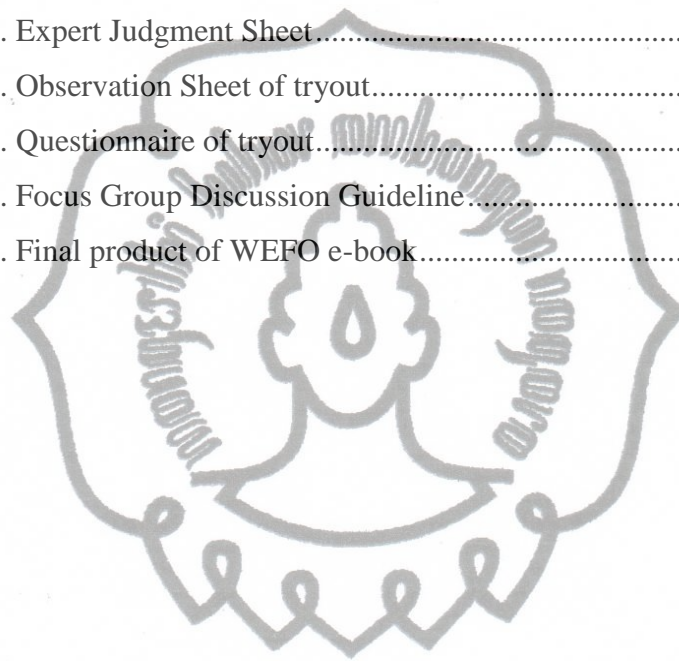 . Expert Judgment Sheet.......................................
. Observation Sheet of tryout................................
. Questionnaire of tryout.......................................
. Focus Group Discussion Guideline...................
. Final product of WEFO e-book..........................